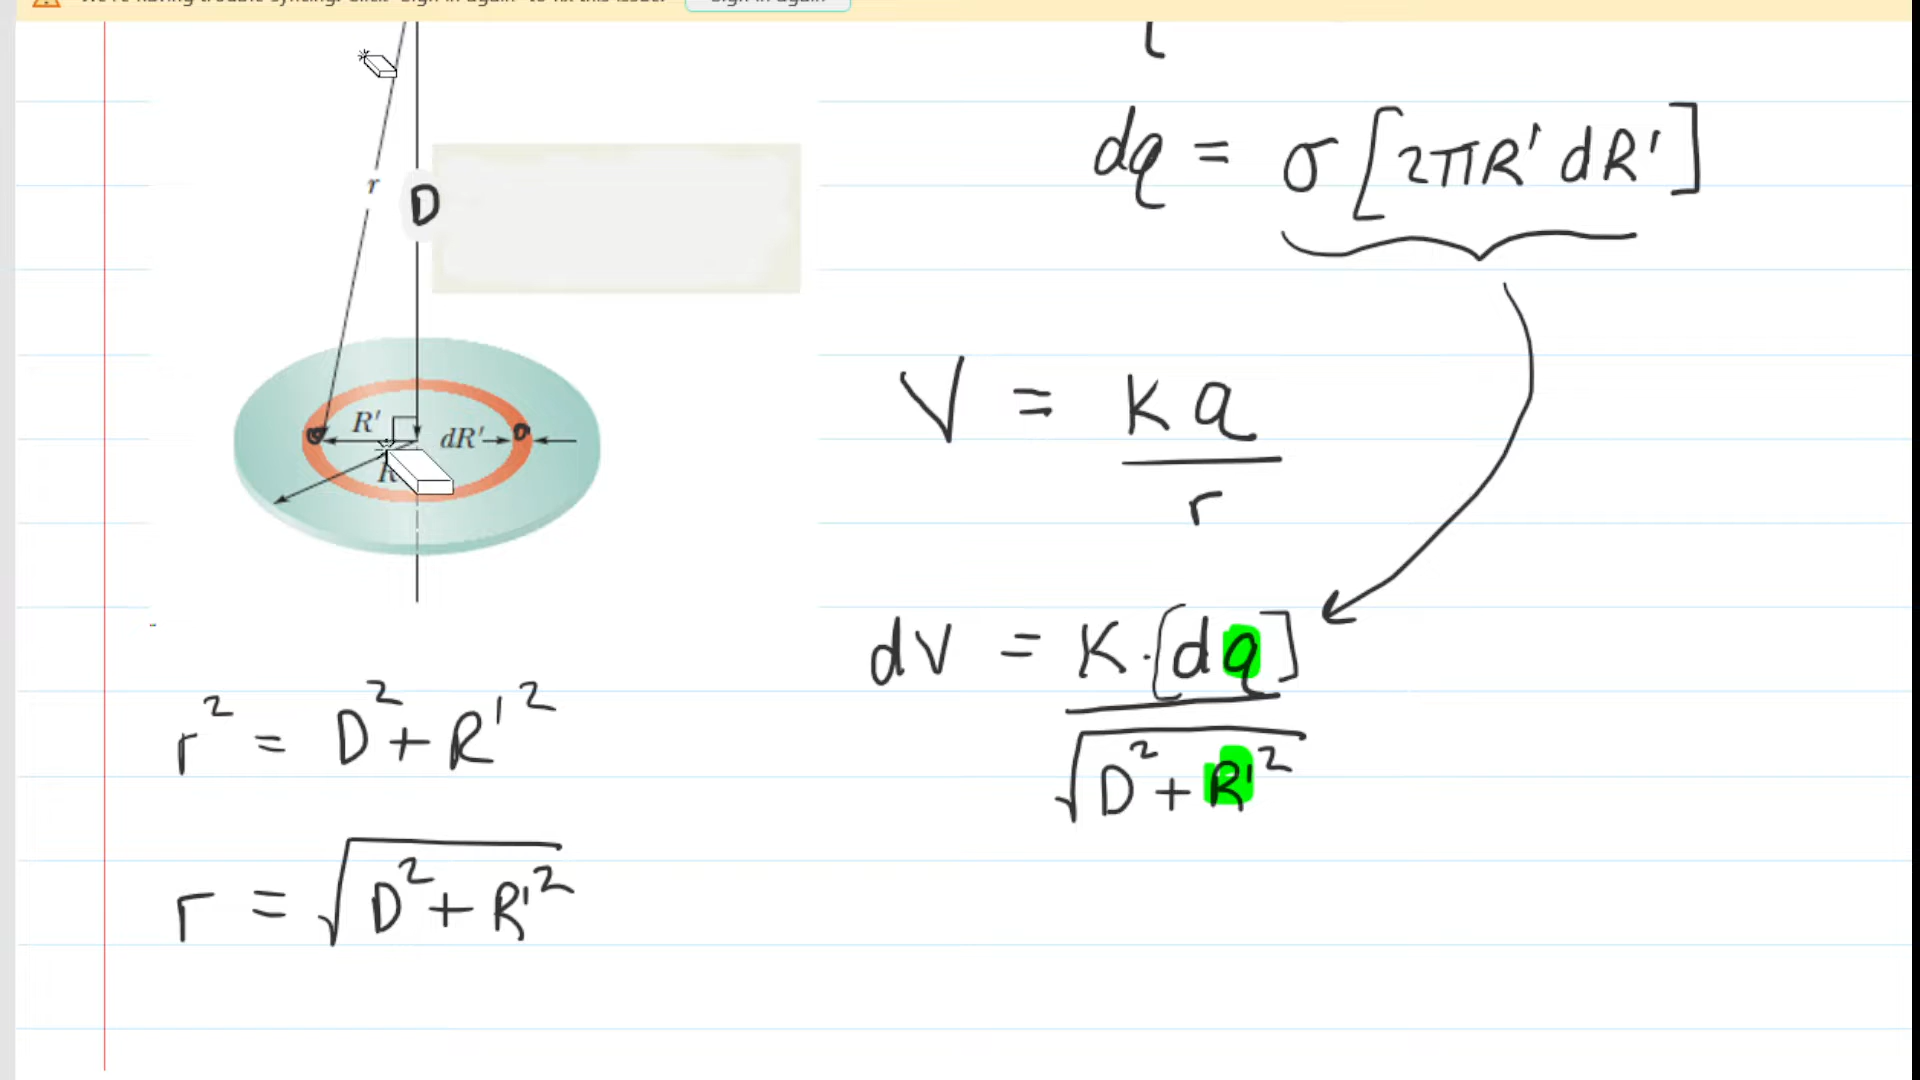 dq = σ[2πR' dR']
r
D
V = Kq
r
R'
dR'
R
dV = K·[dq]
√D²+R'²
r² = D²+R'²
r = √D²+R'²